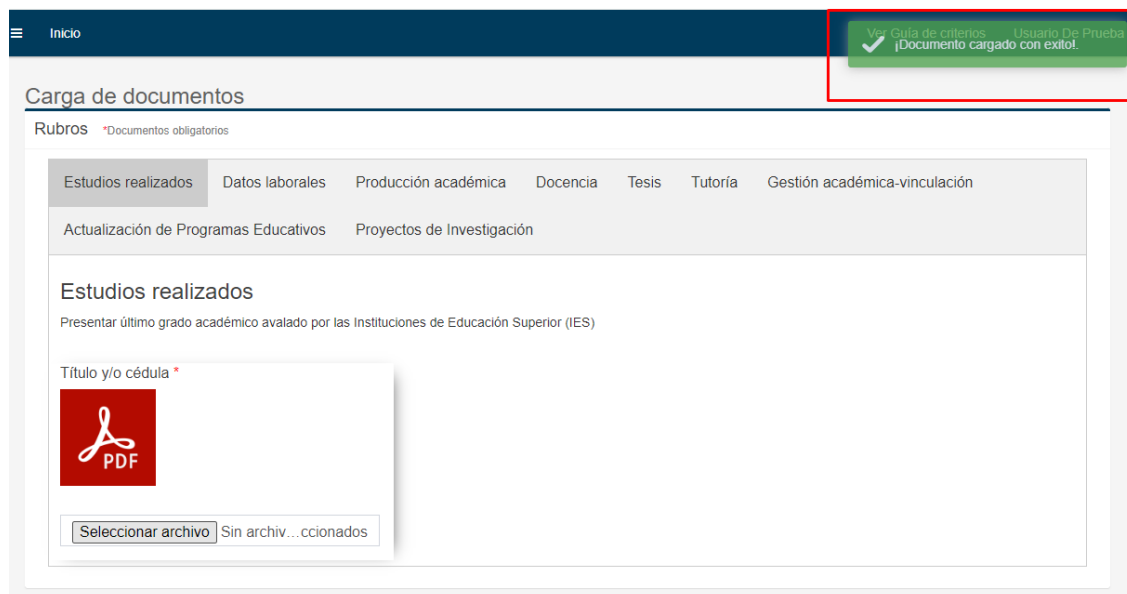 Inicio
Ver Guía de criterios Usuario De Prueba
¡Documento cargado con exito!.
Carga de documentos
Rubros *Documentos obligatorios
Estudios realizados Datos laborales Producción académica Docencia Tesis Tutoría Gestión académica-vinculación
Actualización de Programas Educativos Proyectos de Investigación
Estudios realizados
Presentar último grado académico avalado por las Instituciones de Educación Superior (IES)
Título y/o cédula *
PDF
Seleccionar archivo Sin archiv…ccionados